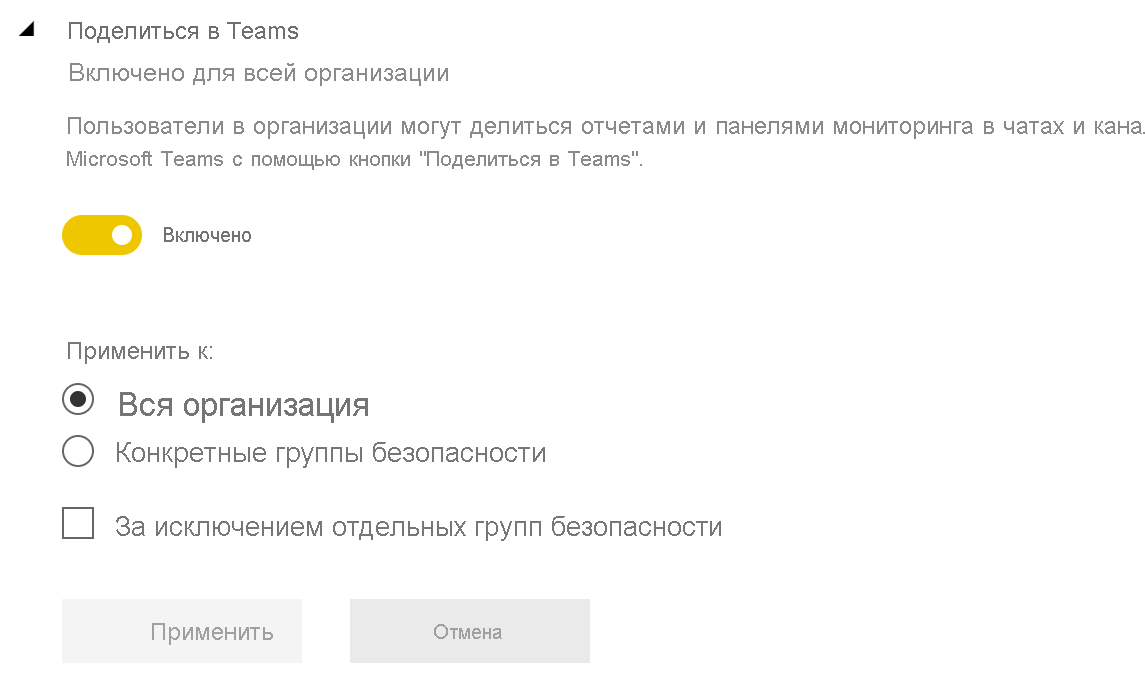 Поделиться в Teams
Включено для всей организации
Пользователи в организации могут делиться отчетами и панелями мониторинга в чатах и кана.
Microsoft Teams с помощью кнопки "Поделиться в Teams".
Включено
Применить к:
Вся организация
Конкретные группы безопасности
За исключением отдельных групп безопасности
Применить
Отмена